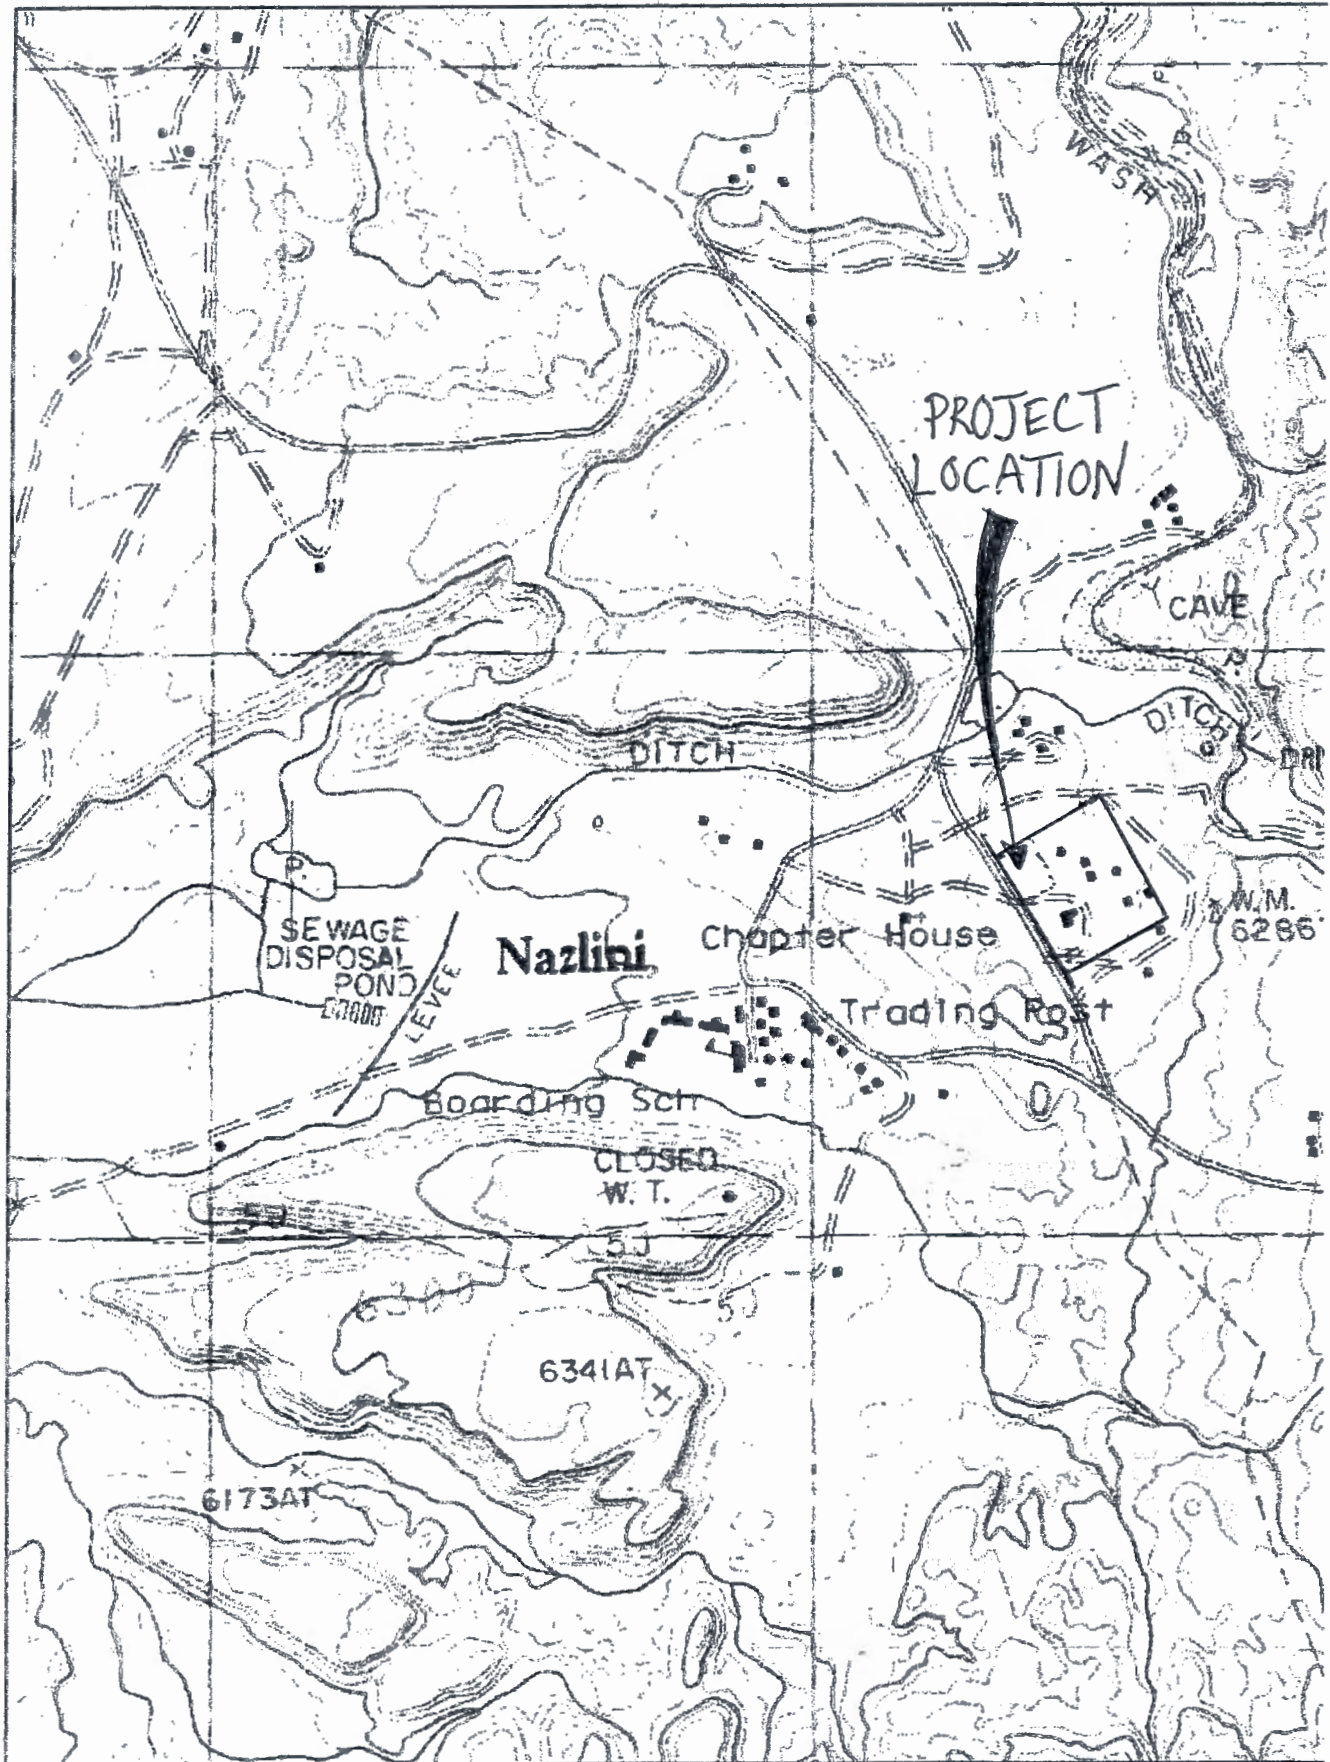 WASH
PROJECT
LOCATION
CAVE
DITCH
DITCH
SEWAGE
DISPOSAL
POND
LEVEE
Nazlini
Chapter House
W.M.
6286
Trading Post
Boarding Sch
CLOSED
W. T.
6341AT
6173AT